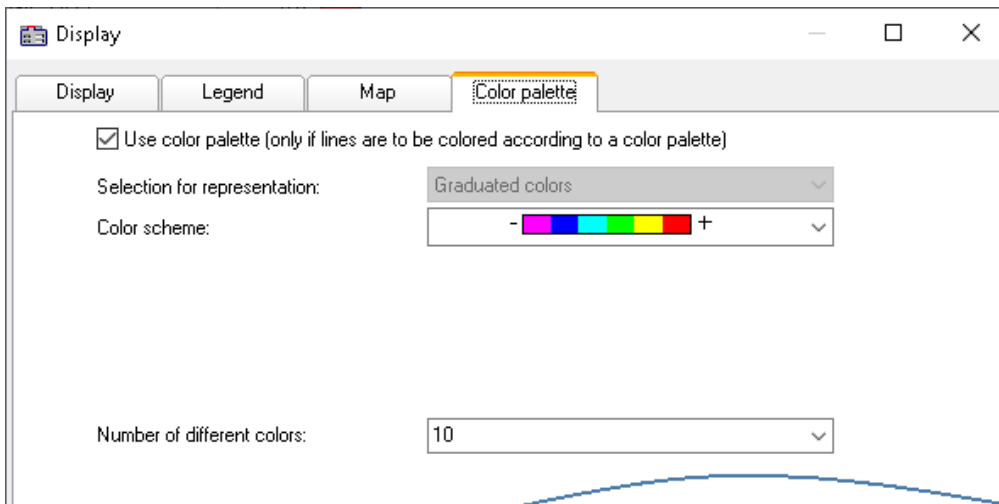 Display
Display Legend Map Color palette
Use color palette (only if lines are to be colored according to a color palette)
Selection for representation: Graduated colors
Color scheme: - +
Number of different colors: 10